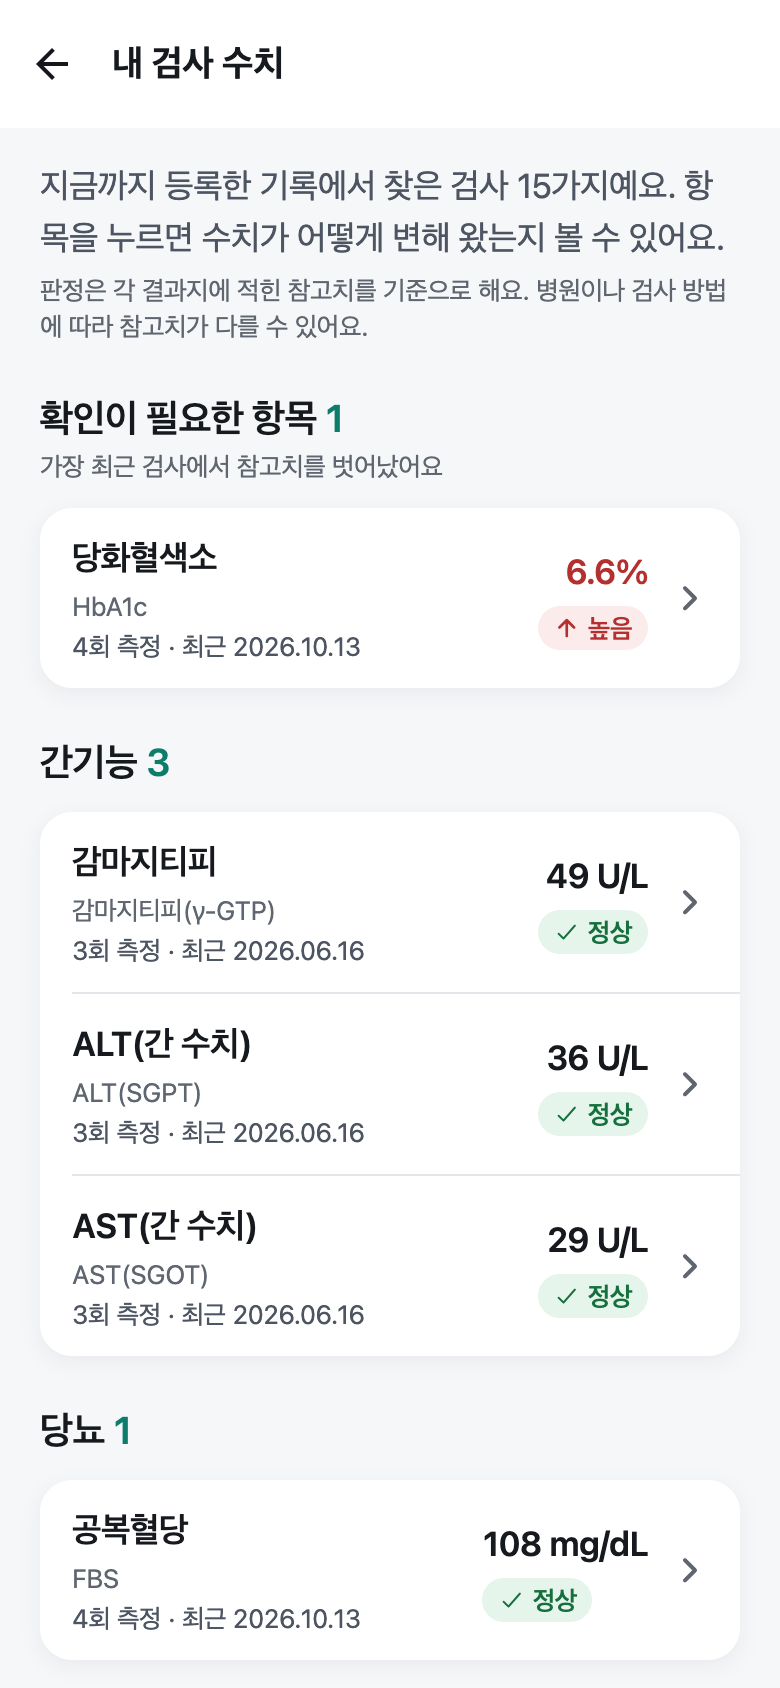 내 검사 수치
지금까지 등록한 기록에서 찾은 검사 15가지예요. 항
목을 누르면 수치가 어떻게 변해 왔는지 볼 수 있어요.
판정은 각 결과지에 적힌 참고치를 기준으로 해요. 병원이나 검사 방법
에 따라 참고치가 다를 수 있어요.
확인이 필요한 항목 1
가장 최근 검사에서 참고치를 벗어났어요
당화혈색소
6.6%
HbA1c
↑ 높음
4회 측정 · 최근 2026.10.13
간기능 3
감마지티피
49 U/L
감마지티피(γ-GTP)
✓ 정상
3회 측정 · 최근 2026.06.16
ALT(간 수치)
36 U/L
ALT(SGPT)
✓ 정상
3회 측정 · 최근 2026.06.16
AST(간 수치)
29 U/L
AST(SGOT)
✓ 정상
3회 측정 · 최근 2026.06.16
당뇨 1
공복혈당
108 mg/dL
FBS
✓ 정상
4회 측정 · 최근 2026.10.13